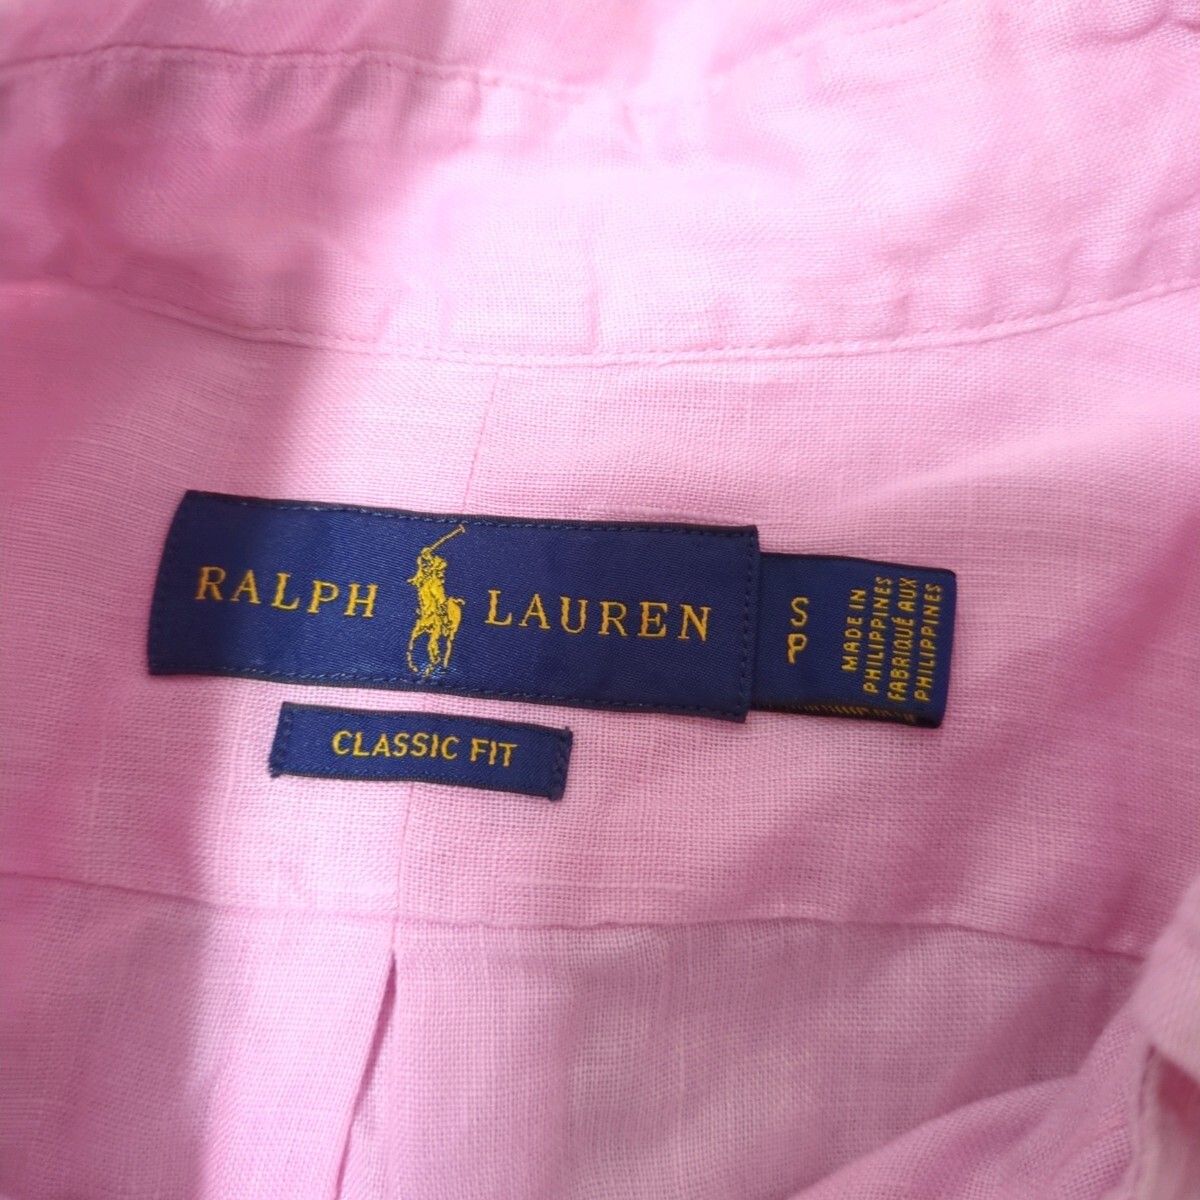 RALPH LAUREN
CLASSIC FIT
S
P
MADE IN
PHILIPPINES
FABRIQUÉ AUX
PHILIPPINES